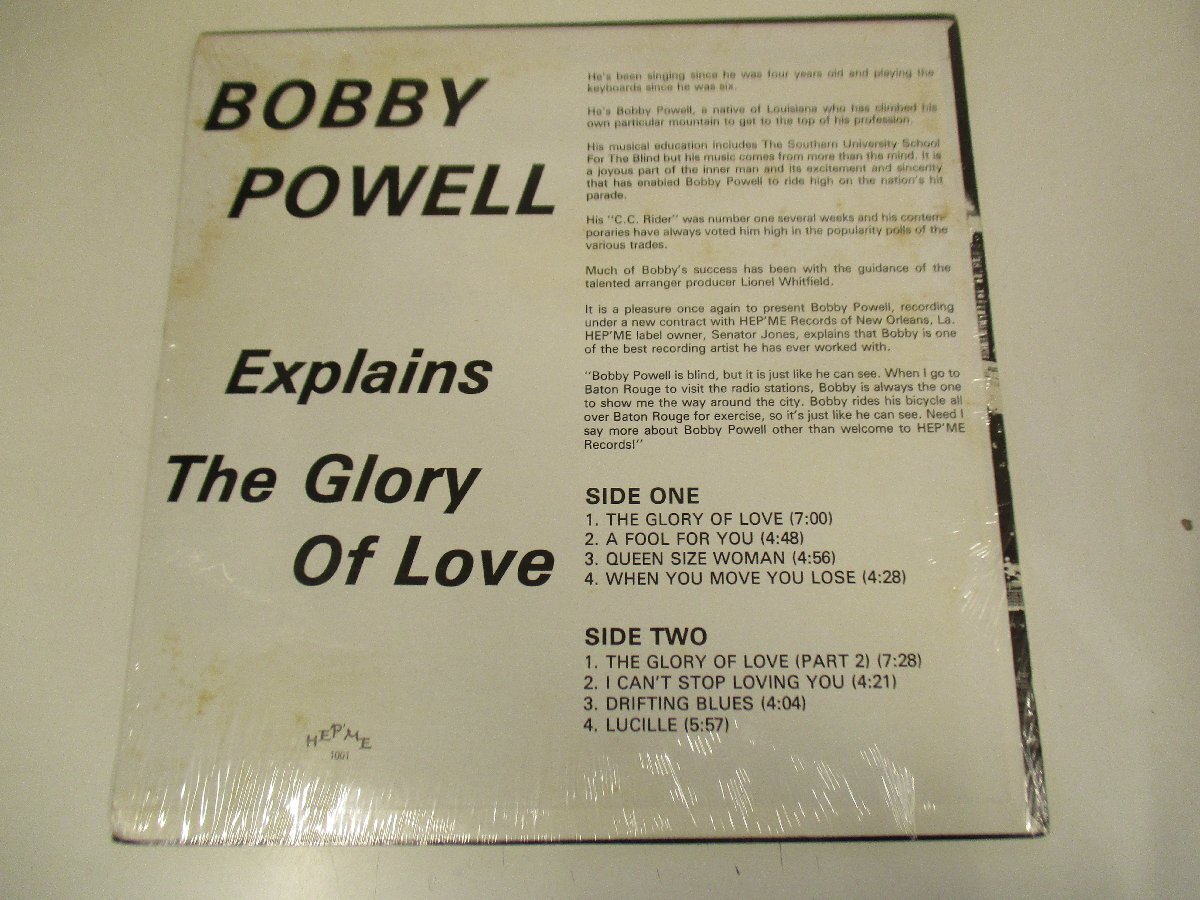 BOBBY
POWELL
Explains
The Glory
Of Love
HEP'ME
1001
He's been singing since he was four years old and playing the
keyboards since he was six.
He's Bobby Powell, a native of Louisiana who has climbed his
own particular mountain to get to the top of his profession.
His musical education includes The Southern University School
For The Blind but his music comes from more than the mind. It is
a joyous part of the inner man and its excitement and sincerity
that has enabled Bobby Powell to ride high on the nation's hit
parade.
His "C.C. Rider" was number one several weeks and his contem-
poraries have always voted him high in the popularity polls of the
various trades.
Much of Bobby's success has been with the guidance of the
talented arranger producer Lionel Whitfield.
It is a pleasure once again to present Bobby Powell, recording
under a new contract with HEP'ME Records of New Orleans, La.
HEP'ME label owner, Senator Jones, explains that Bobby is one
of the best recording artist he has ever worked with.
"Bobby Powell is blind, but it is just like he can see. When I go to
Baton Rouge to visit the radio stations, Bobby is always the one
to show me the way around the city. Bobby rides his bicycle all
over Baton Rouge for exercise, so it's just like he can see. Need I
say more about Bobby Powell other than welcome to HEP'ME
Records!"
SIDE ONE
1. THE GLORY OF LOVE (7:00)
2. A FOOL FOR YOU (4:48)
3. QUEEN SIZE WOMAN (4:56)
4. WHEN YOU MOVE YOU LOSE (4:28)
SIDE TWO
1. THE GLORY OF LOVE (PART 2) (7:28)
2. I CAN'T STOP LOVING YOU (4:21)
3. DRIFTING BLUES (4:04)
4. LUCILLE (5:57)